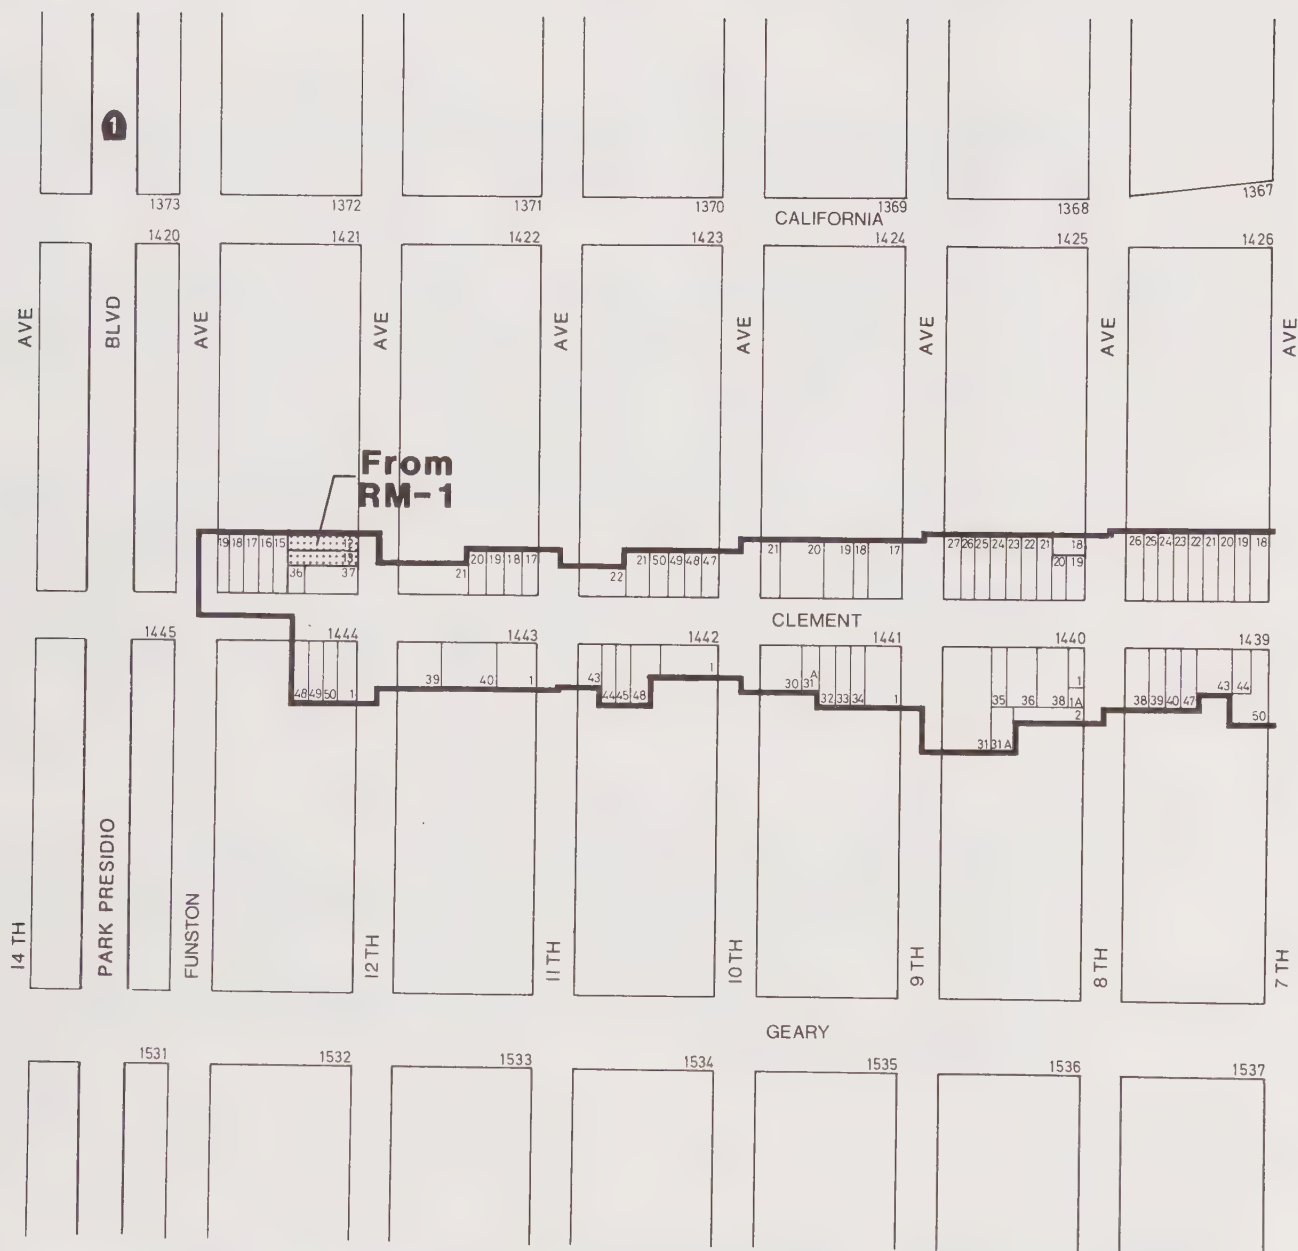 1
1373 1372 1371 1370 1369 1368 1367
CALIFORNIA
1420 1421 1422 1423 1424 1425 1426
AVE BLVD AVE AVE AVE AVE AVE AVE AVE
From
RM-1
19 18 17 16 15 12
13
36 37
21 20 19 18 17
22 21 50 49 48 47
21 20 19 18 17
27 26 25 24 23 22 21 18
20 19
26 25 24 23 22 21 20 19 18
CLEMENT
1445 1444 1443 1442 1441 1440 1439
48 49 50 1
39 40 1
43 44 45 48 1
30 31 A 32 33 34 1
35 36 38 1 1A
2
31 31A
38 39 40 47 43 44
50
14TH PARK PRESIDIO FUNSTON 12TH 11TH 10TH 9TH 8TH 7TH
GEARY
1531 1532 1533 1534 1535 1536 1537